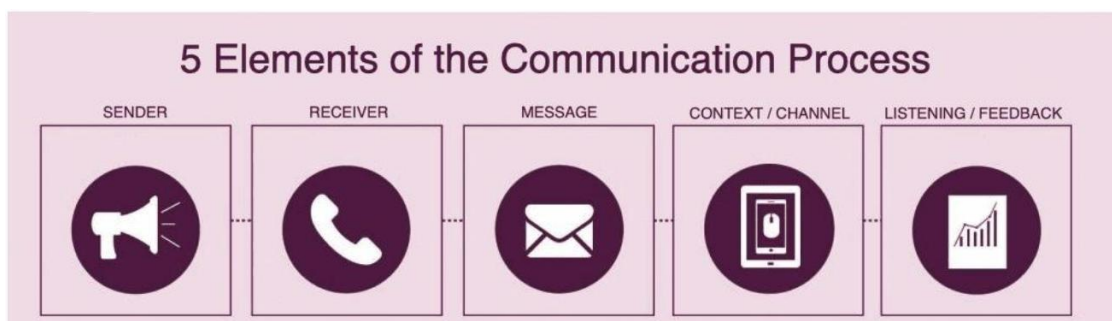 5 Elements of the Communication Process
SENDER
RECEIVER
MESSAGE
CONTEXT / CHANNEL
LISTENING / FEEDBACK